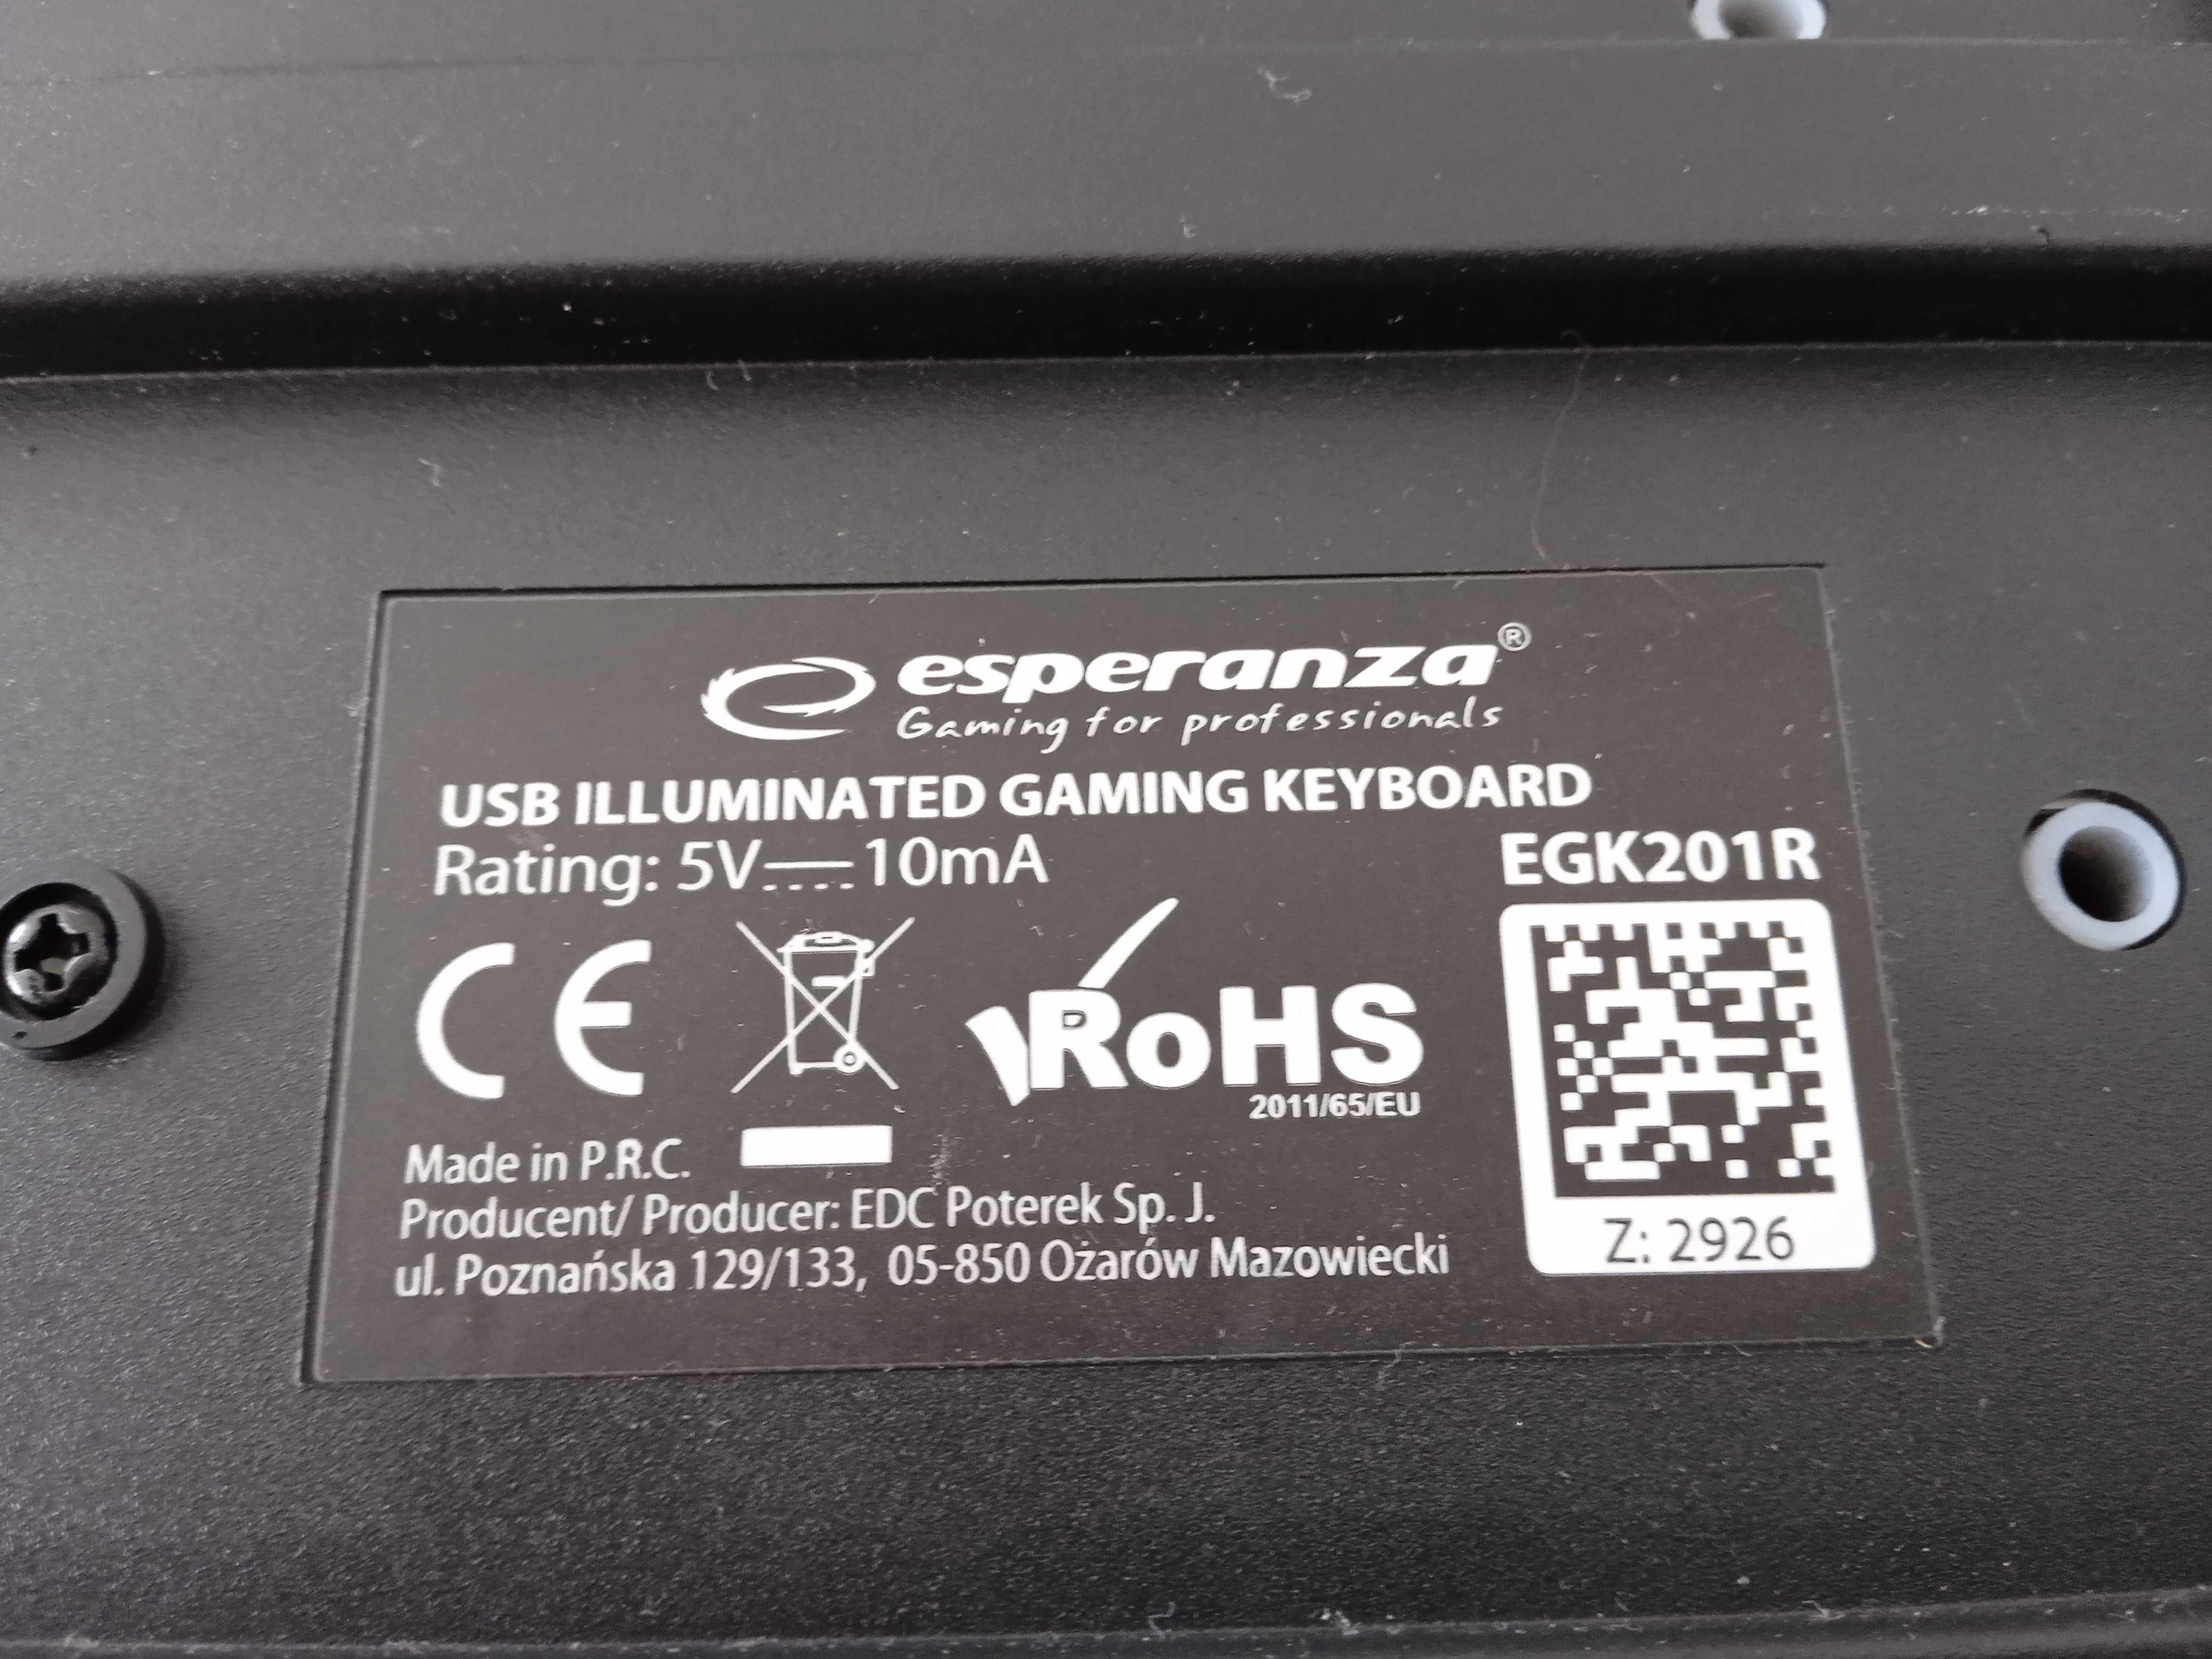 esperanza®
Gaming for professionals
USB ILLUMINATED GAMING KEYBOARD
Rating: 5V⎓10mA
EGK201R
CE
RoHS
2011/65/EU
Made in P.R.C.
Producent/ Producer: EDC Poterek Sp. J.
ul. Poznańska 129/133, 05-850 Ożarów Mazowiecki
Z: 2926